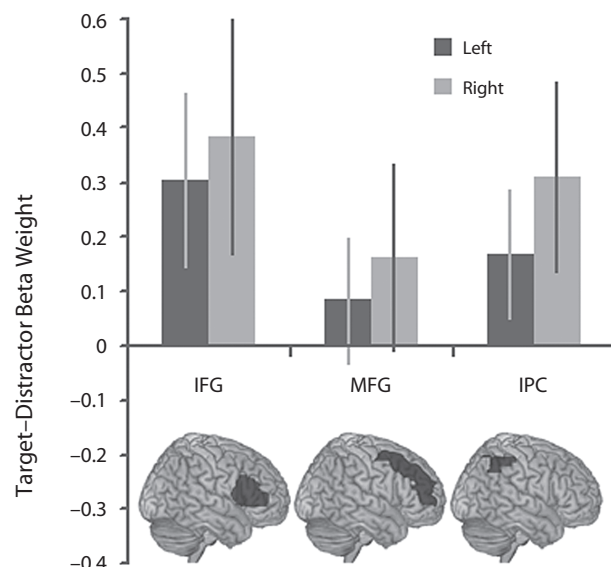 Target–Distractor Beta Weight
0.6
0.5
0.4
0.3
0.2
0.1
0
–0.1
–0.2
–0.3
–0.4
Left
Right
IFG
MFG
IPC